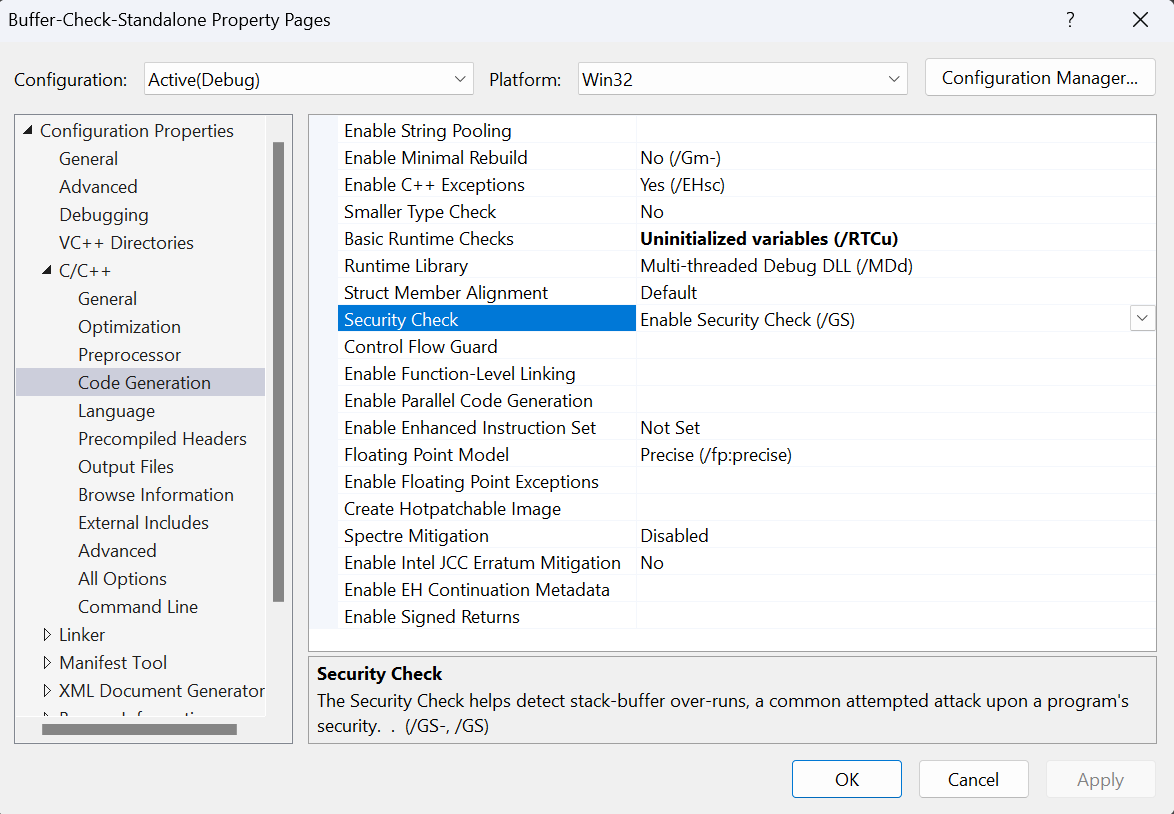 Buffer-Check-Standalone Property Pages
?
Configuration: Active(Debug) Platform: Win32 Configuration Manager...
Configuration Properties
General
Advanced
Debugging
VC++ Directories
C/C++
General
Optimization
Preprocessor
Code Generation
Language
Precompiled Headers
Output Files
Browse Information
External Includes
Advanced
All Options
Command Line
Linker
Manifest Tool
XML Document Generator
Enable String Pooling
Enable Minimal Rebuild No (/Gm-)
Enable C++ Exceptions Yes (/EHsc)
Smaller Type Check No
Basic Runtime Checks Uninitialized variables (/RTCu)
Runtime Library Multi-threaded Debug DLL (/MDd)
Struct Member Alignment Default
Security Check Enable Security Check (/GS)
Control Flow Guard
Enable Function-Level Linking
Enable Parallel Code Generation
Enable Enhanced Instruction Set Not Set
Floating Point Model Precise (/fp:precise)
Enable Floating Point Exceptions
Create Hotpatchable Image
Spectre Mitigation Disabled
Enable Intel JCC Erratum Mitigation No
Enable EH Continuation Metadata
Enable Signed Returns
Security Check
The Security Check helps detect stack-buffer over-runs, a common attempted attack upon a program's
security. . (/GS-, /GS)
OK Cancel Apply